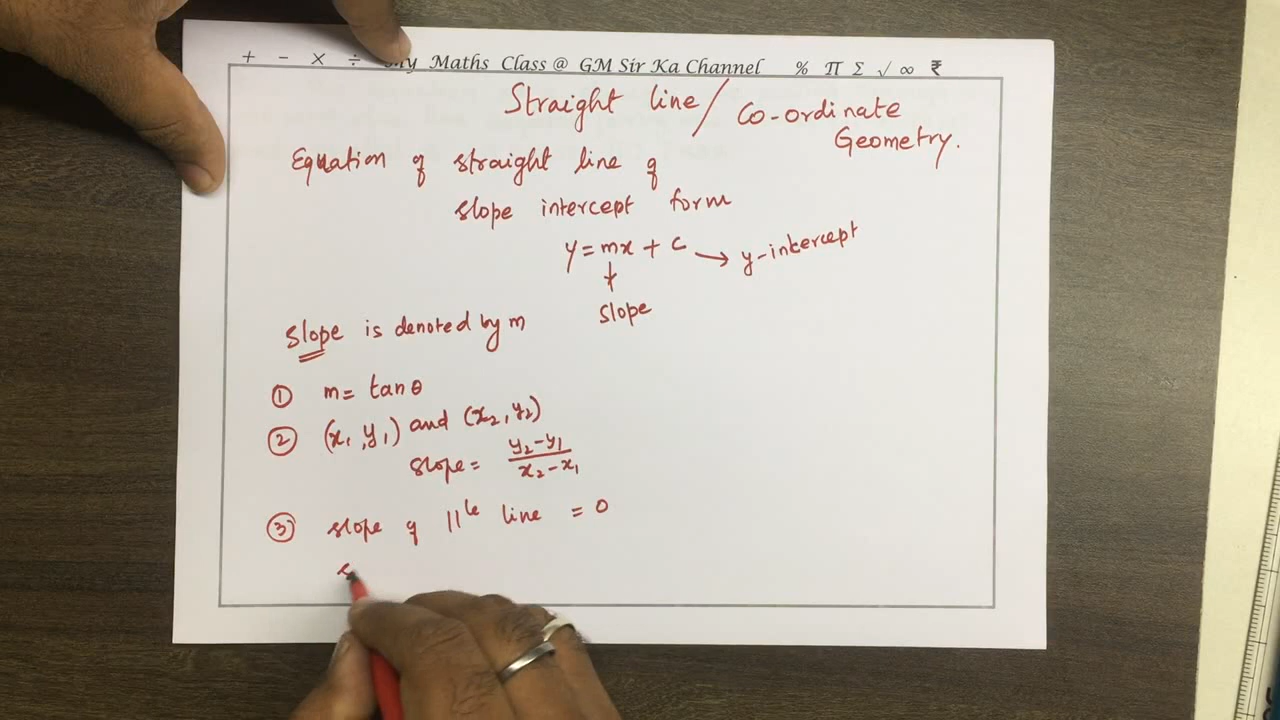 + - × ÷ My Maths Class @ GM Sir Ka Channel % Π Σ √ ∞ ₹
Straight line / Co-ordinate
Geometry.
Equation of straight line of
slope intercept form
y = mx + c → y-intercept
↓
slope
slope is denoted by m
① m = tan θ
② (x₁, y₁) and (x₂, y₂)
slope = y₂-y₁ / x₂-x₁
③ slope of ||le line = 0
s